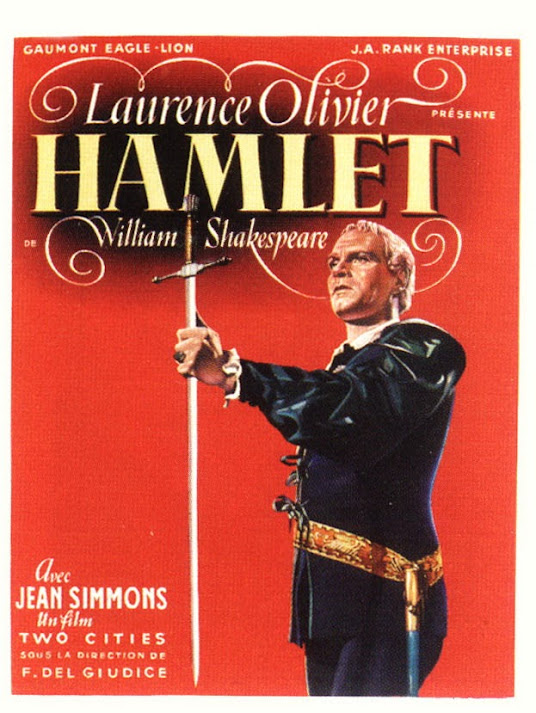 GAUMONT EAGLE-LION J.A. RANK ENTERPRISE
Laurence Olivier
PRÉSENTE
HAMLET
DE William Shakespeare
Avec
JEAN SIMMONS
Un film
TWO CITIES
SOUS LA DIRECTION DE
F. DEL GIUDICE